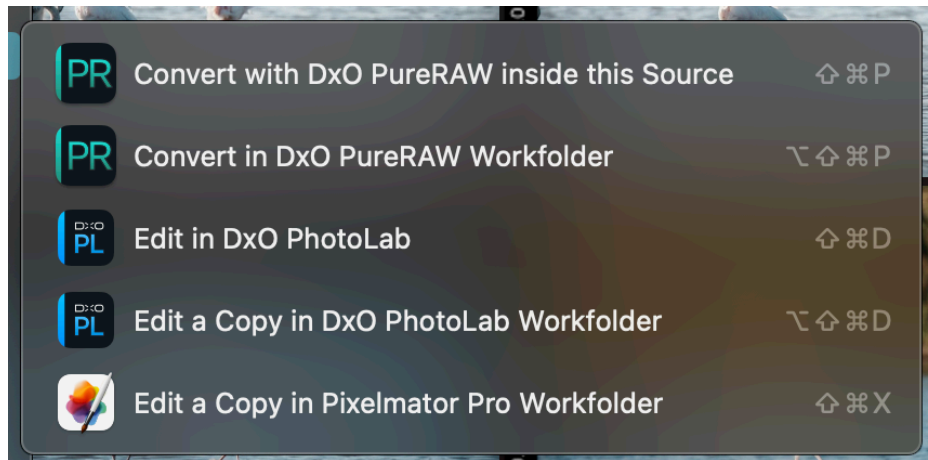 PR Convert with DxO PureRAW inside this Source ⇧⌘P
PR Convert in DxO PureRAW Workfolder ⌥⇧⌘P
DxO PL Edit in DxO PhotoLab ⇧⌘D
DxO PL Edit a Copy in DxO PhotoLab Workfolder ⌥⇧⌘D
Edit a Copy in Pixelmator Pro Workfolder ⇧⌘X